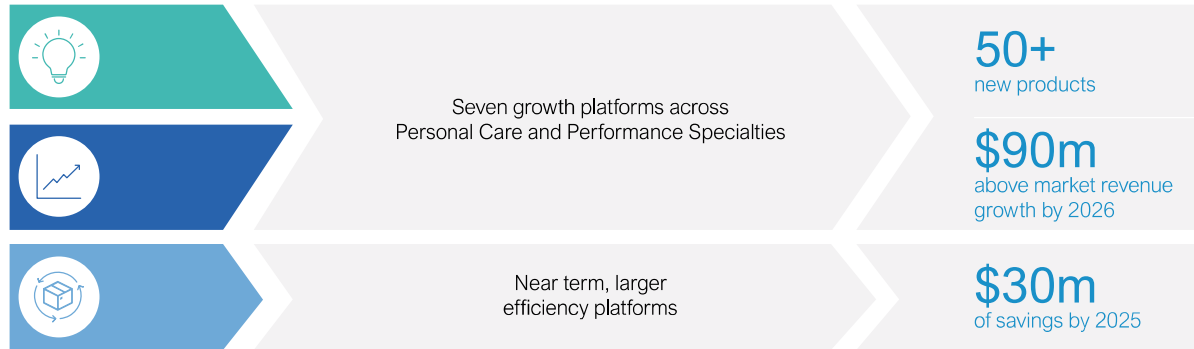 Seven growth platforms across
Personal Care and Performance Specialties
50+
new products
$90m
above market revenue
growth by 2026
Near term, larger
efficiency platforms
$30m
of savings by 2025